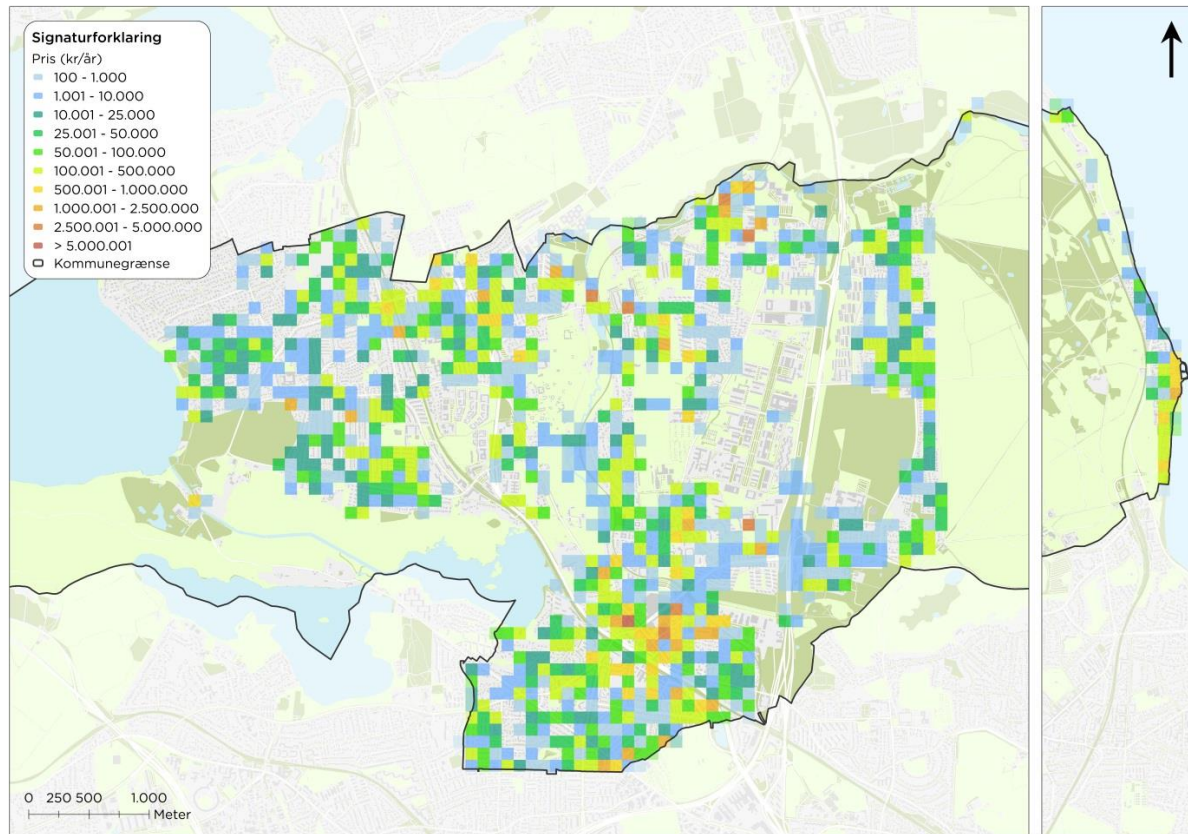 Signaturforklaring
Pris (kr/år)
100 - 1.000
1.001 - 10.000
10.001 - 25.000
25.001 - 50.000
50.001 - 100.000
100.001 - 500.000
500.001 - 1.000.000
1.000.001 - 2.500.000
2.500.001 - 5.000.000
> 5.000.001
Kommunegrænse
0 250 500 1.000
Meter